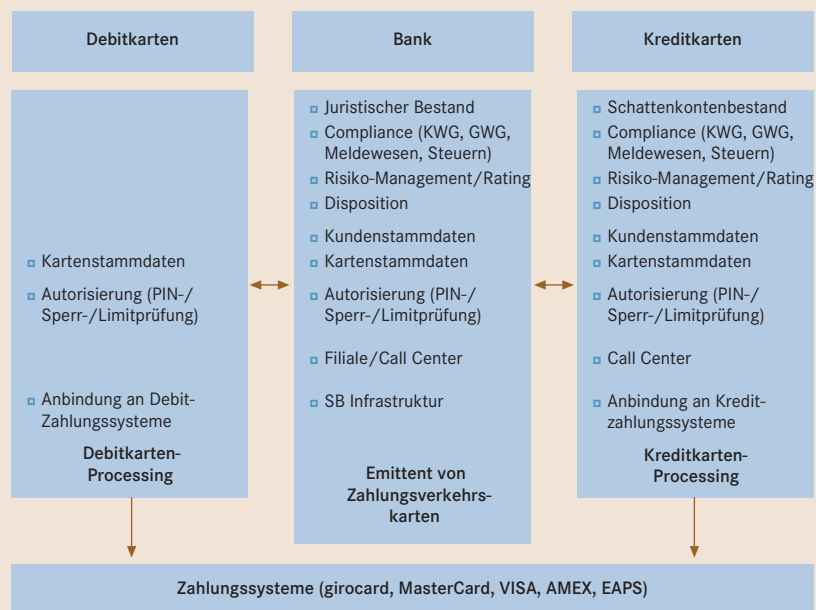 Debitkarten
Bank
Kreditkarten
Kartenstammdaten
Autorisierung (PIN-/
Sperr-/Limitprüfung)
Anbindung an Debit-
Zahlungssysteme
Debitkarten-
Processing
Juristischer Bestand
Compliance (KWG, GWG,
Meldewesen, Steuern)
Risiko-Management/Rating
Disposition
Kundenstammdaten
Kartenstammdaten
Autorisierung (PIN-/
Sperr-/Limitprüfung)
Filiale/Call Center
SB Infrastruktur
Emittent von
Zahlungsverkehrs-
karten
Schattenkontenbestand
Compliance (KWG, GWG,
Meldewesen, Steuern)
Risiko-Management/Rating
Disposition
Kundenstammdaten
Kartenstammdaten
Autorisierung (PIN-/
Sperr-/Limitprüfung)
Call Center
Anbindung an Kredit-
zahlungssysteme
Kreditkarten-
Processing
Zahlungssysteme (girocard, MasterCard, VISA, AMEX, EAPS)